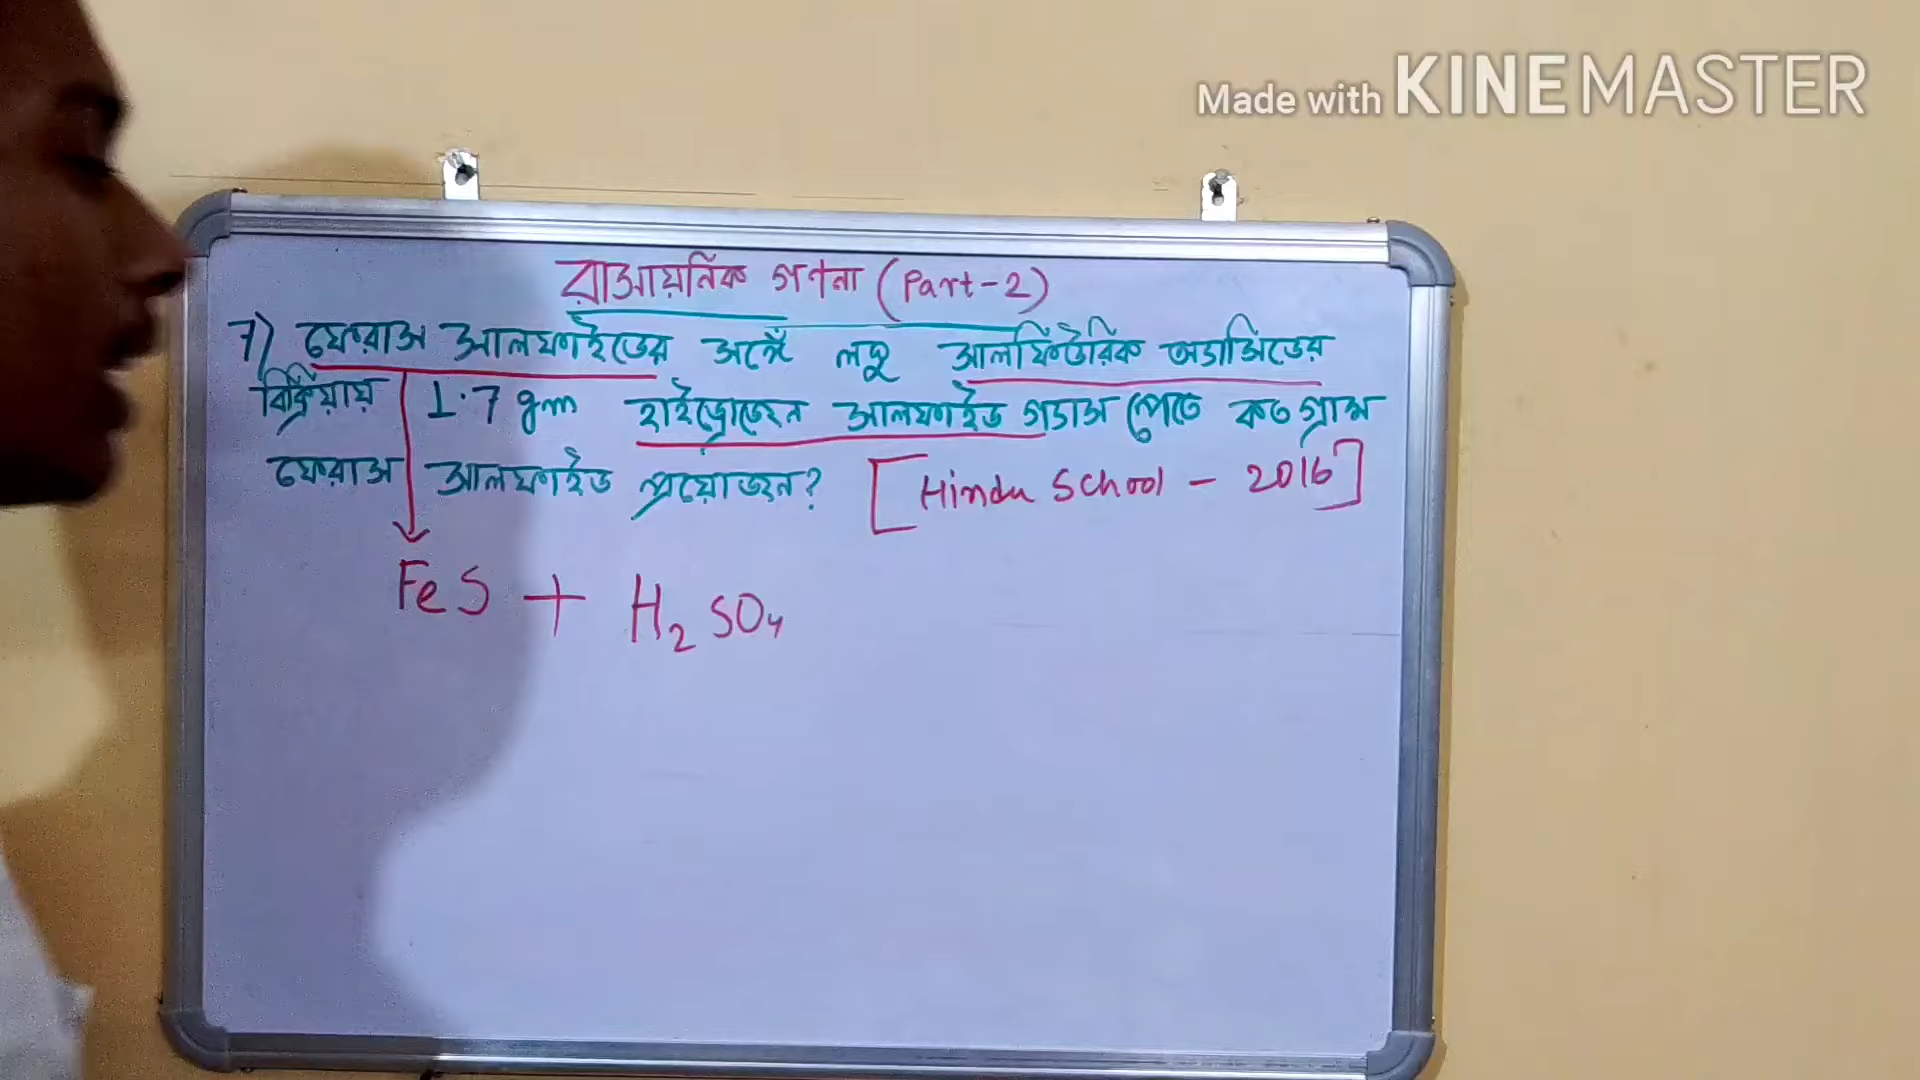 Made with KINEMASTER
রাসায়নিক গণনা (Part-2)
7) ফেরাস সালফাইডের সঙ্গে লঘু সালফিউরিক অ্যাসিডের
বিক্রিয়ায় 1.7 gm হাইড্রোজেন সালফাইড গ্যাস পেতে কত গ্রাম
ফেরাস সালফাইড প্রয়োজন? [Hindu School - 2016]
FeS + H₂SO₄